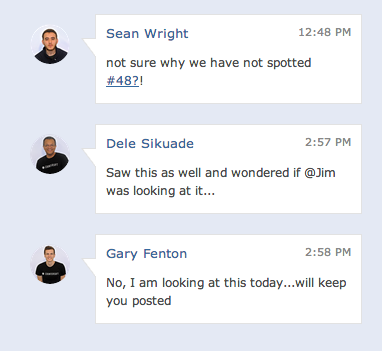 Sean Wright 12:48 PM
not sure why we have not spotted
#48?!
Dele Sikuade 2:57 PM
Saw this as well and wondered if @Jim
was looking at it...
Gary Fenton 2:58 PM
No, I am looking at this today...will keep
you posted